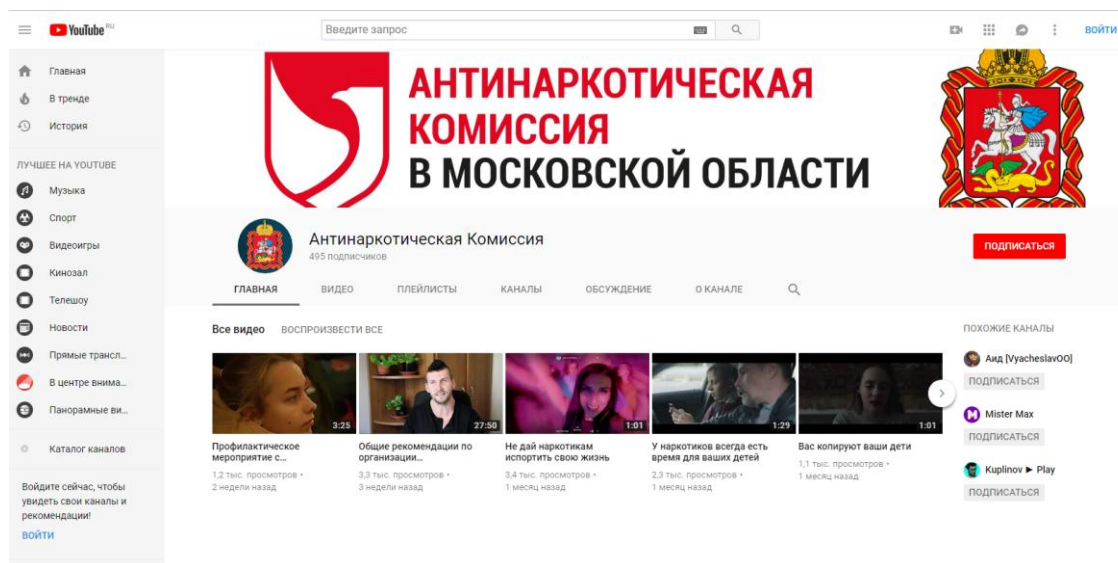 YouTube RU
Введите запрос
ВОЙТИ
Главная
В тренде
История
ЛУЧШЕЕ НА YOUTUBE
Музыка
Спорт
Видеоигры
Кинозал
Телешоу
Новости
Прямые трансл...
В центре внима...
Панорамные ви...
Каталог каналов
Войдите сейчас, чтобы
увидеть свои каналы и
рекомендации!
ВОЙТИ
АНТИНАРКОТИЧЕСКАЯ
КОМИССИЯ
В МОСКОВСКОЙ ОБЛАСТИ
Антинаркотическая Комиссия
495 подписчиков
ПОДПИСАТЬСЯ
ГЛАВНАЯ ВИДЕО ПЛЕЙЛИСТЫ КАНАЛЫ ОБСУЖДЕНИЕ О КАНАЛЕ
Все видео ВОСПРОИЗВЕСТИ ВСЕ
3:25
Профилактическое
мероприятие с...
1,2 тыс. просмотров •
2 недели назад
27:50
Общие рекомендации по
организации...
3,3 тыс. просмотров •
3 недели назад
1:01
Не дай наркотикам
испортить свою жизнь
3,4 тыс. просмотров •
1 месяц назад
1:29
У наркотиков всегда есть
время для ваших детей
2,3 тыс. просмотров •
1 месяц назад
1:01
Вас копируют ваши дети
1,1 тыс. просмотров •
1 месяц назад
ПОХОЖИЕ КАНАЛЫ
Аид [VyacheslavOO]
ПОДПИСАТЬСЯ
Mister Max
ПОДПИСАТЬСЯ
Kuplinov ► Play
ПОДПИСАТЬСЯ